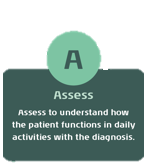 A
Assess
Assess to understand how
the patient functions in daily
activities with the diagnosis.